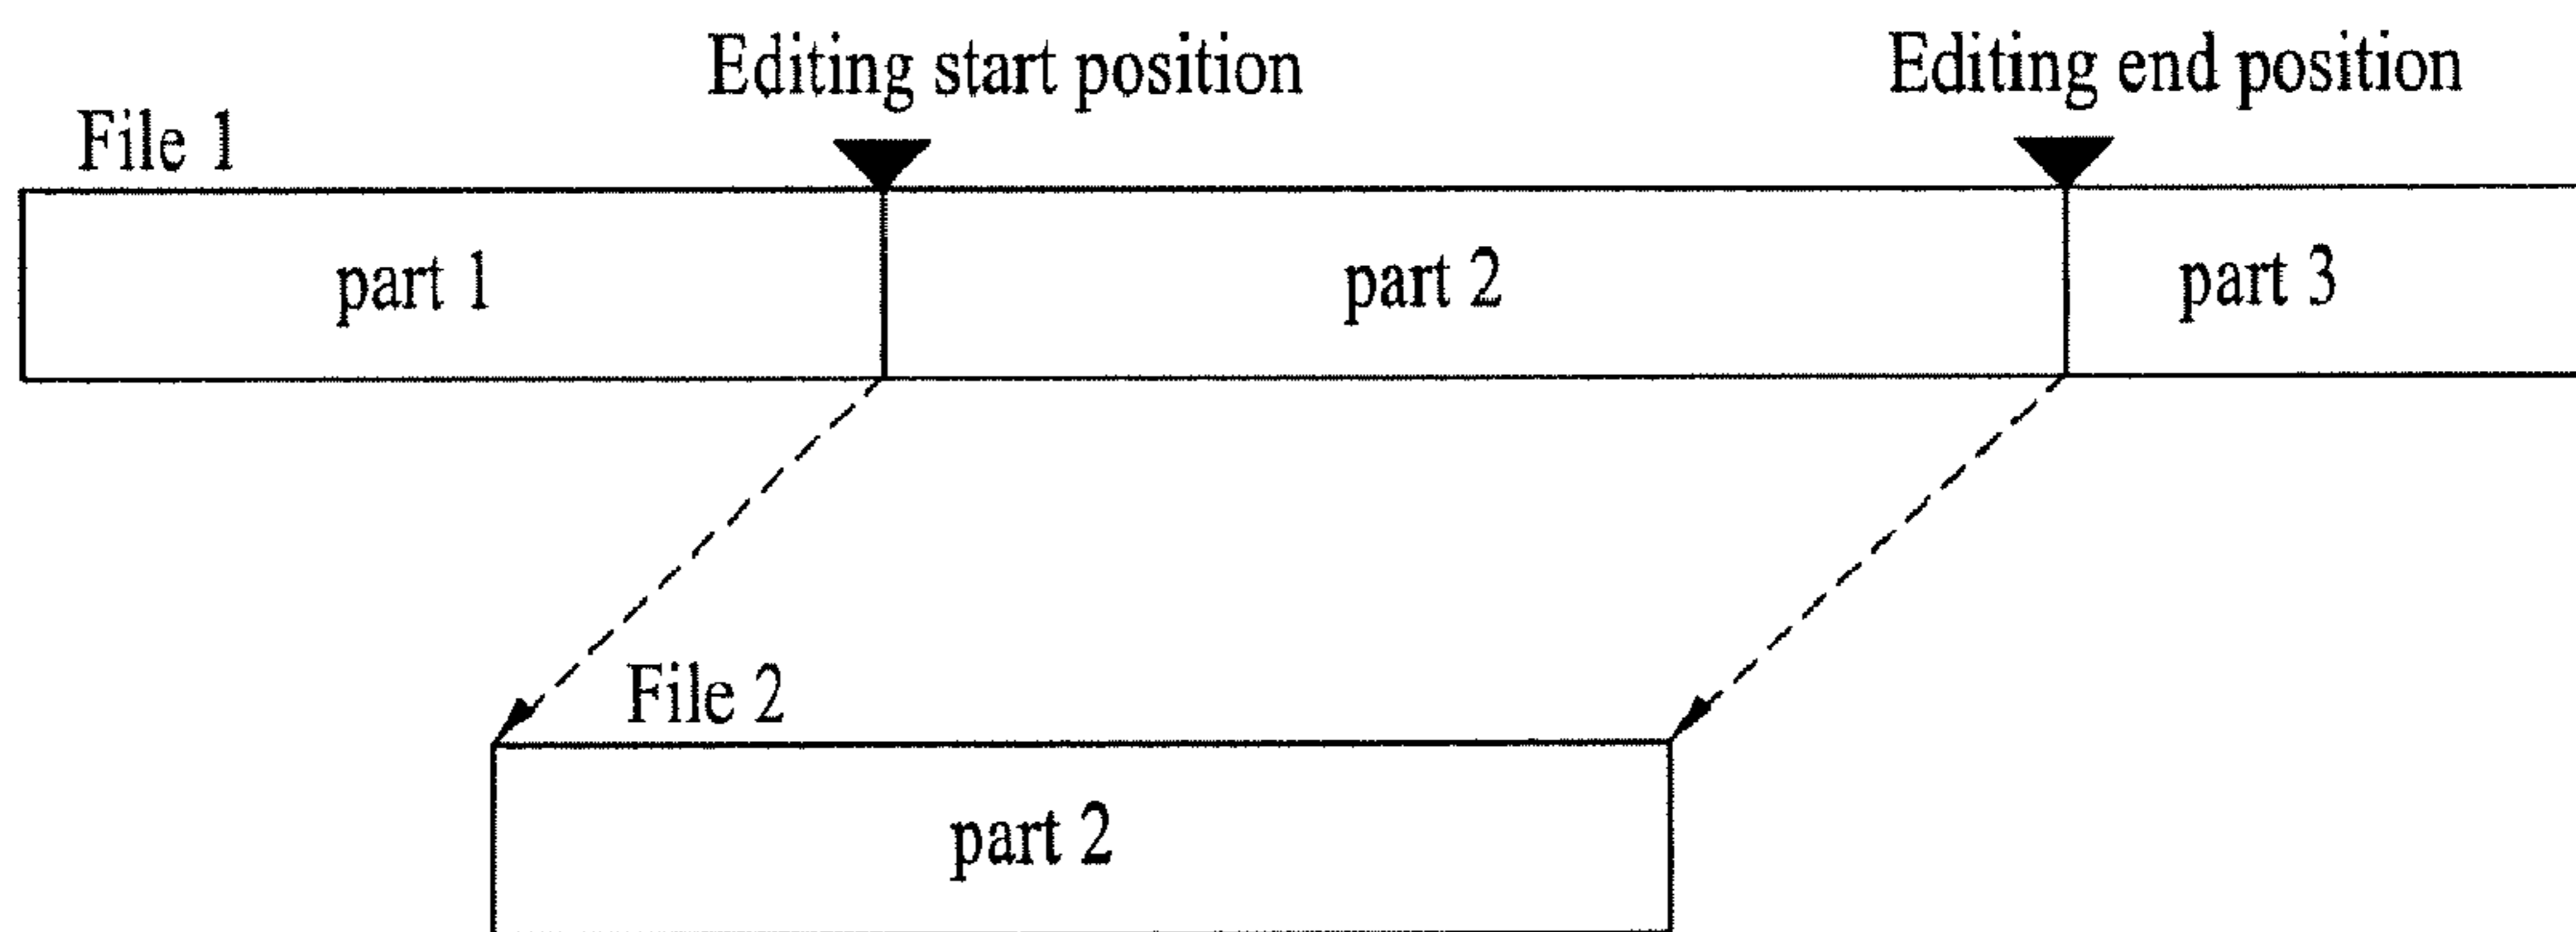 Editing start position
Editing end position
File 1
part 1
part 2
part 3
File 2
part 2